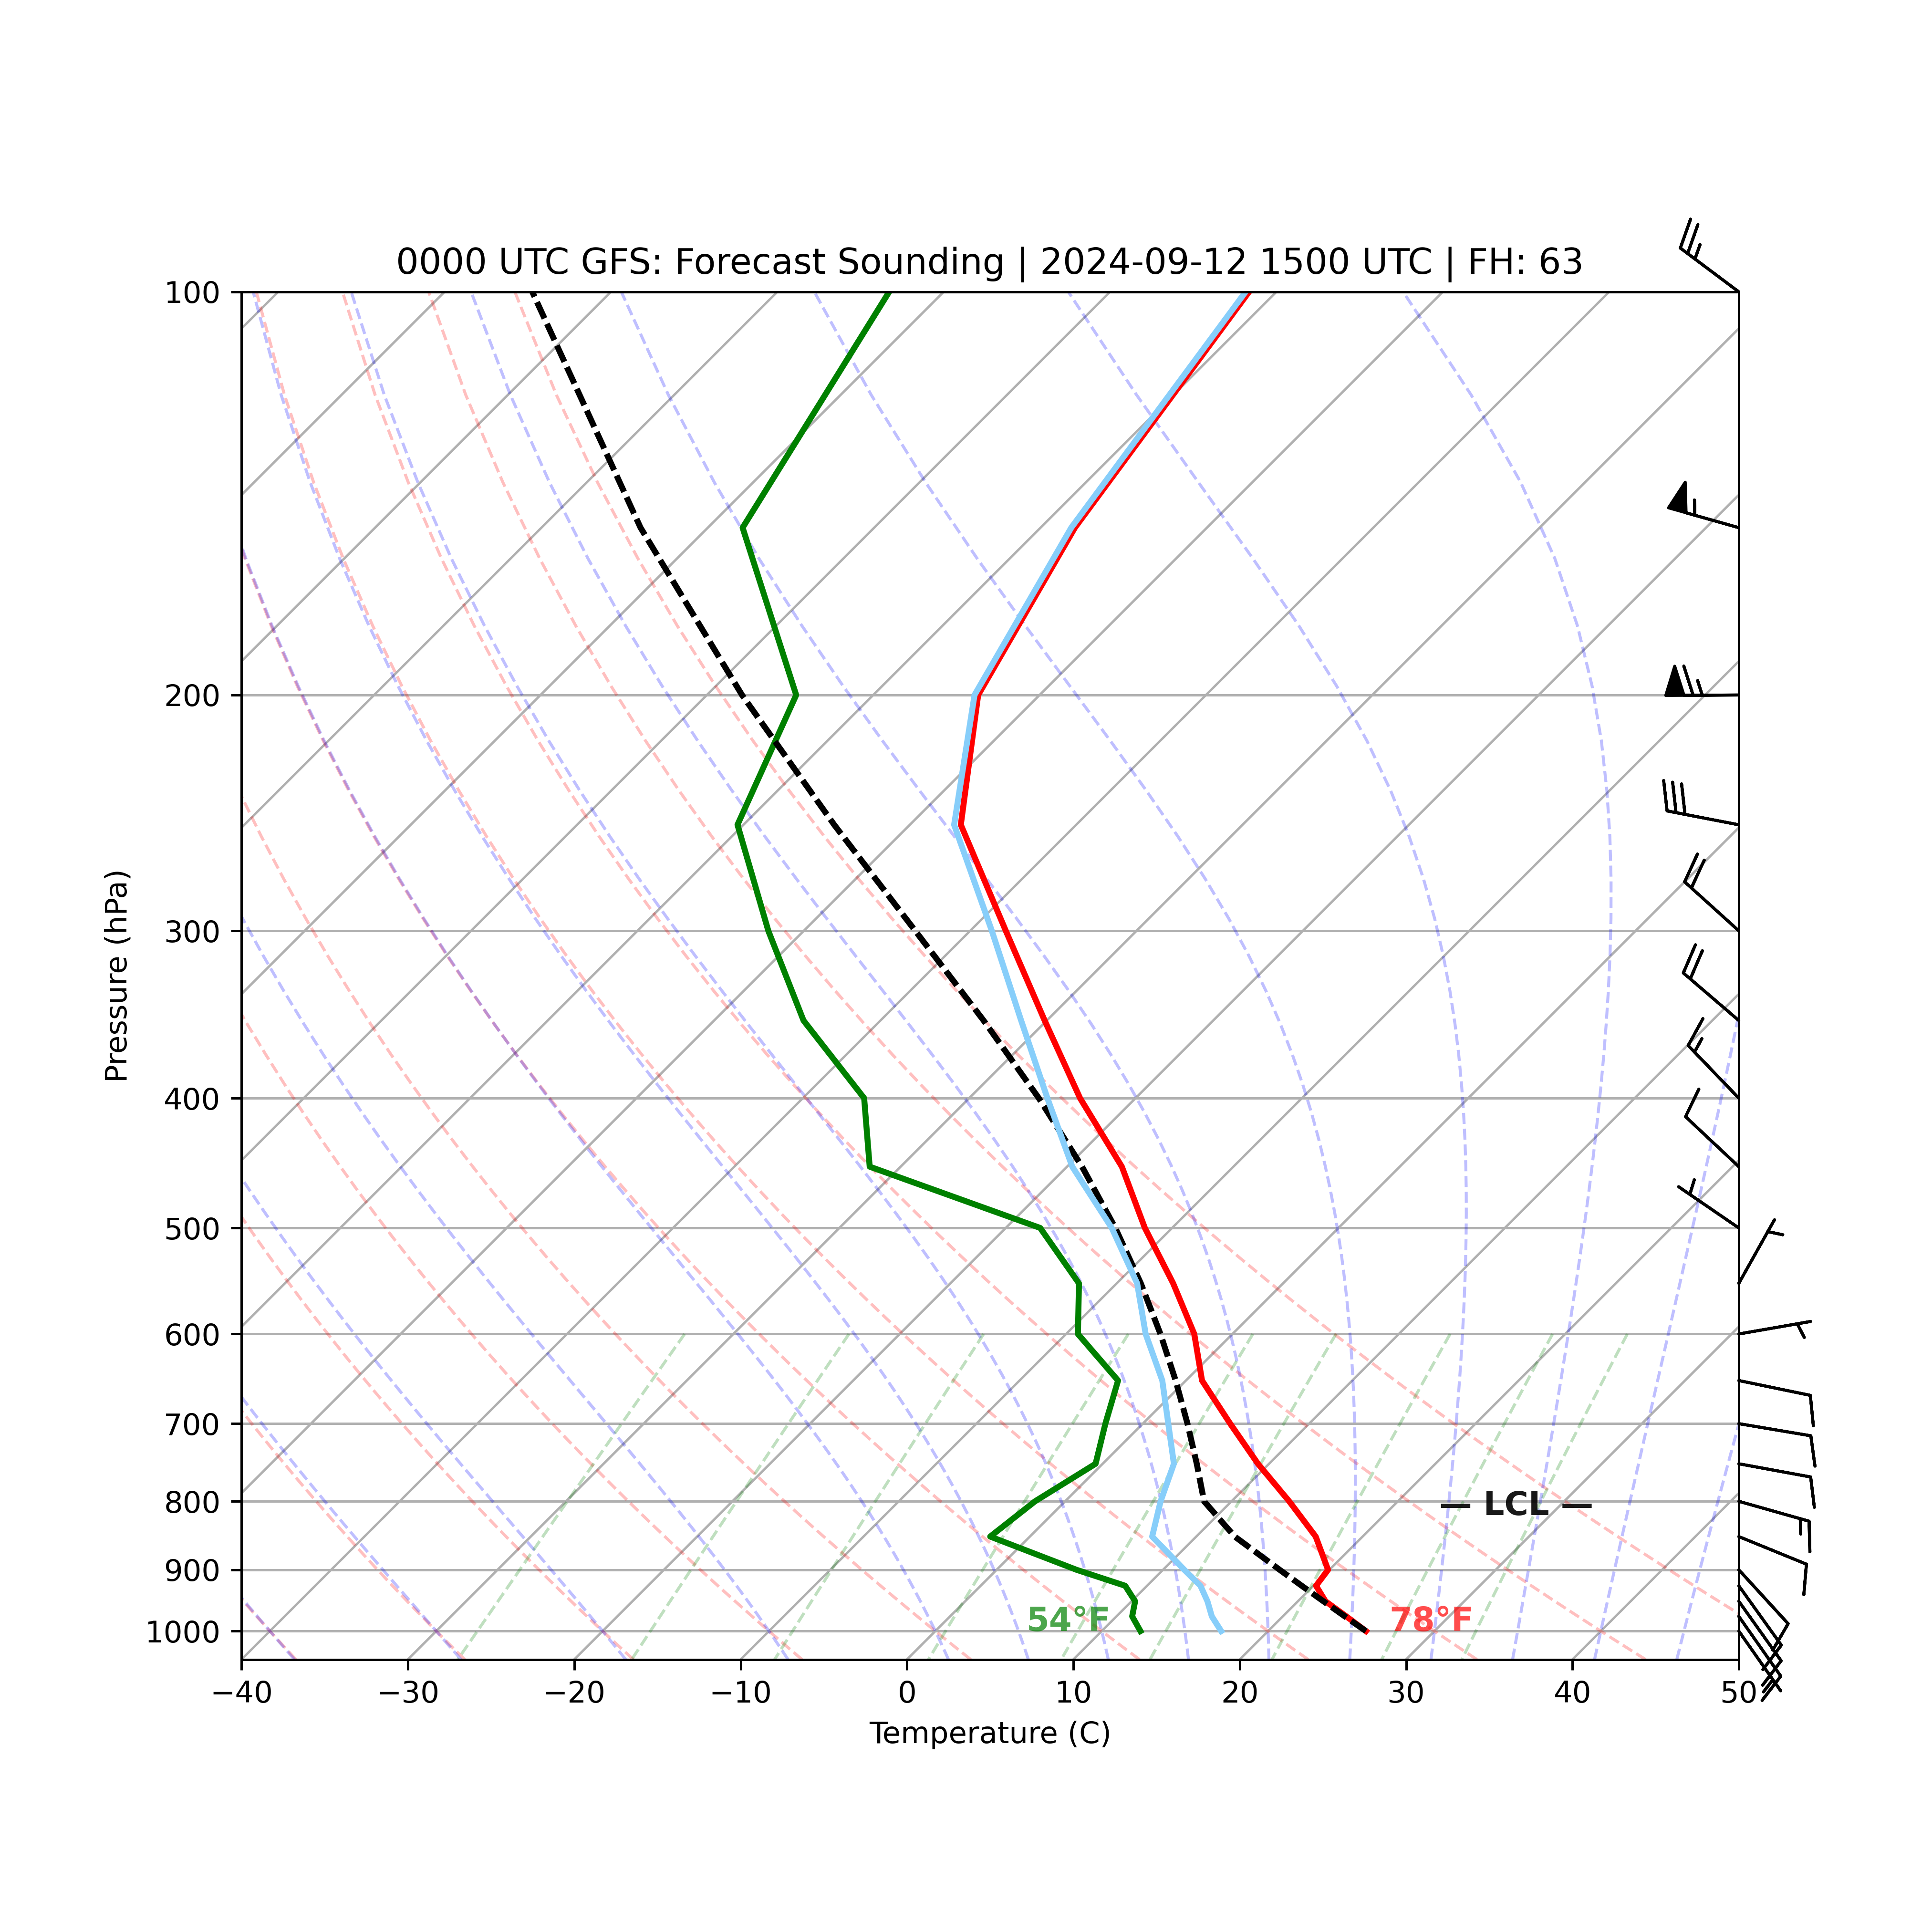 0000 UTC GFS: Forecast Sounding | 2024-09-12 1500 UTC | FH: 63
100
200
300
400
500
600
700
800
900
1000
Pressure (hPa)
— LCL —
54°F
78°F
−40 −30 −20 −10 0 10 20 30 40 50
Temperature (C)